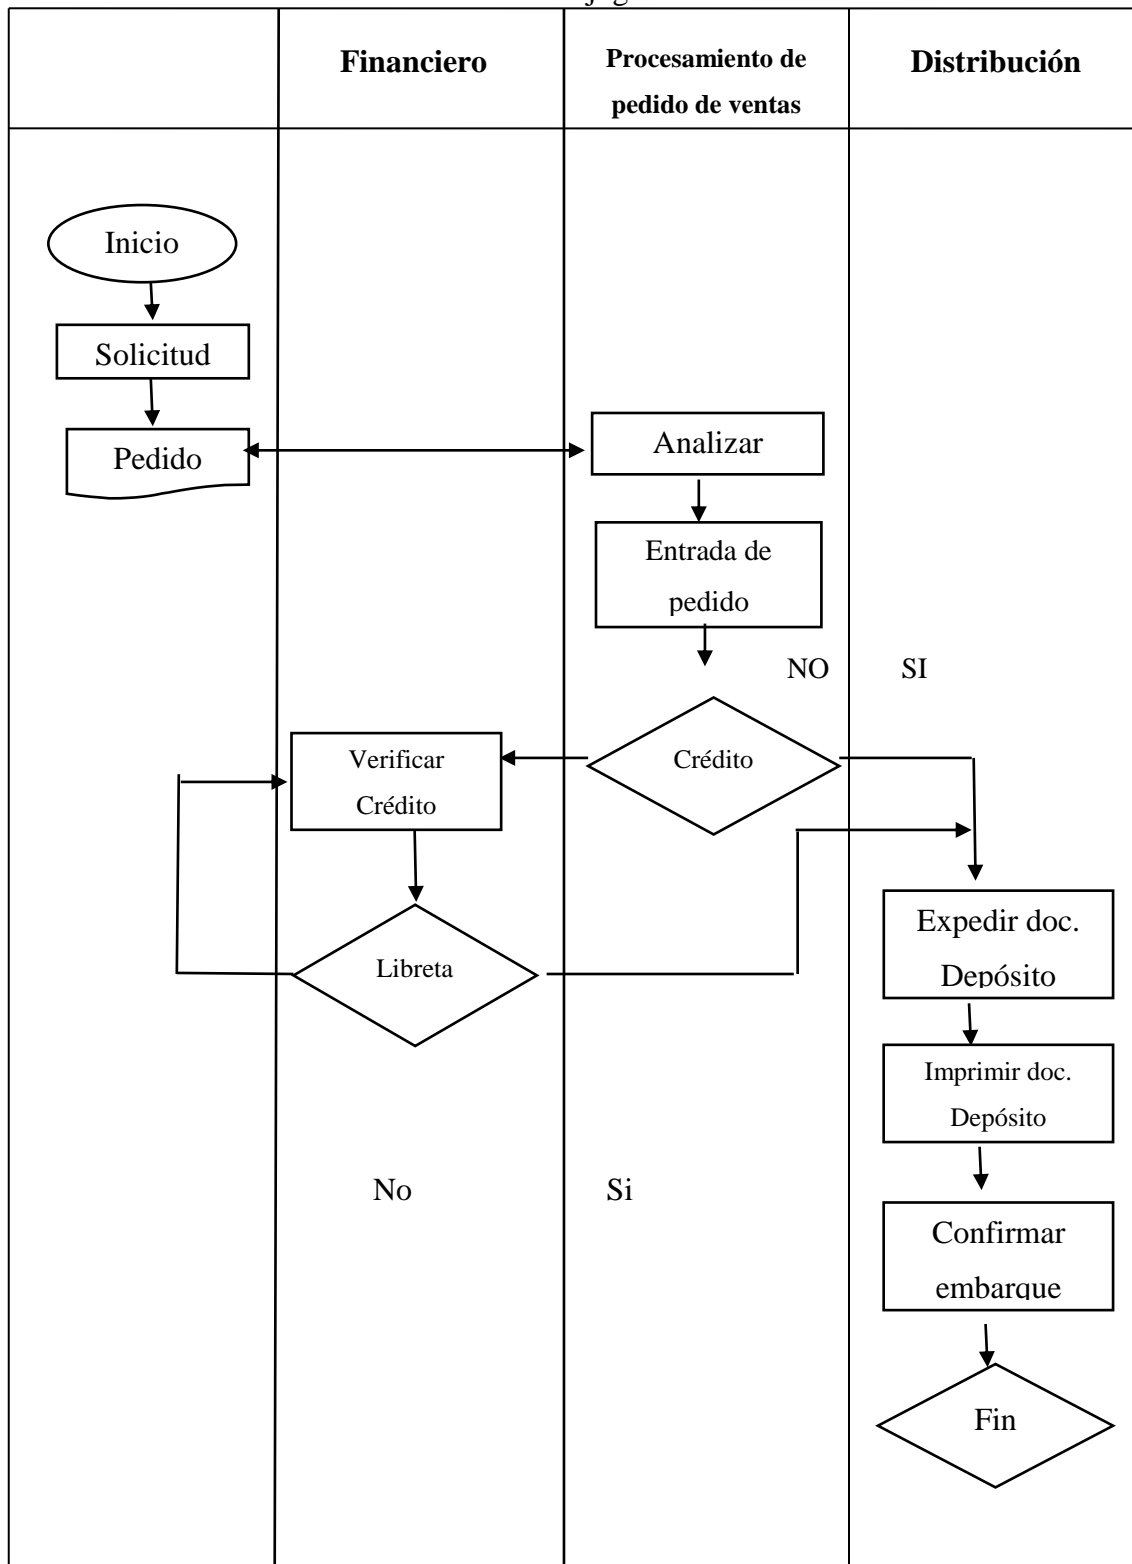 Financiero
Procesamiento de
pedido de ventas
Distribución
Inicio
Solicitud
Pedido
Analizar
Entrada de
pedido
NO
SI
Verificar
Crédito
Crédito
Libreta
Expedir doc.
Depósito
Imprimir doc.
Depósito
No
Si
Confirmar
embarque
Fin